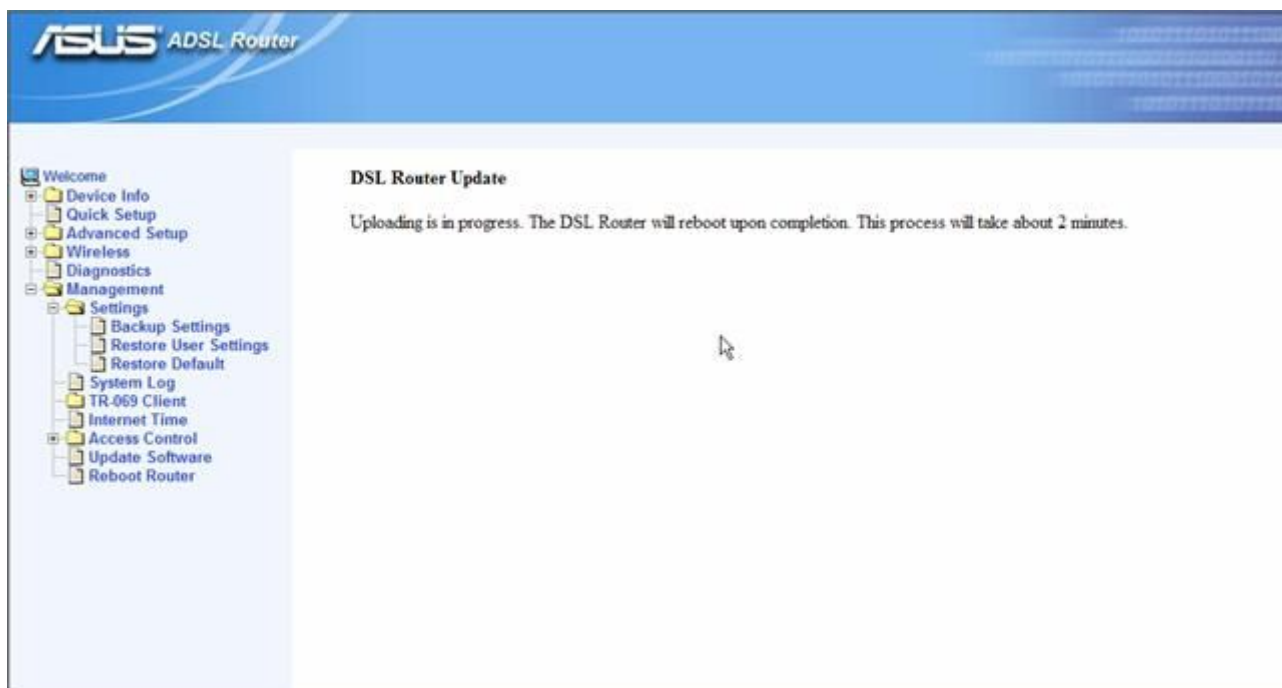 ASUS ADSL Router
Welcome
Device Info
Quick Setup
Advanced Setup
Wireless
Diagnostics
Management
Settings
Backup Settings
Restore User Settings
Restore Default
System Log
TR-069 Client
Internet Time
Access Control
Update Software
Reboot Router
DSL Router Update
Uploading is in progress. The DSL Router will reboot upon completion. This process will take about 2 minutes.